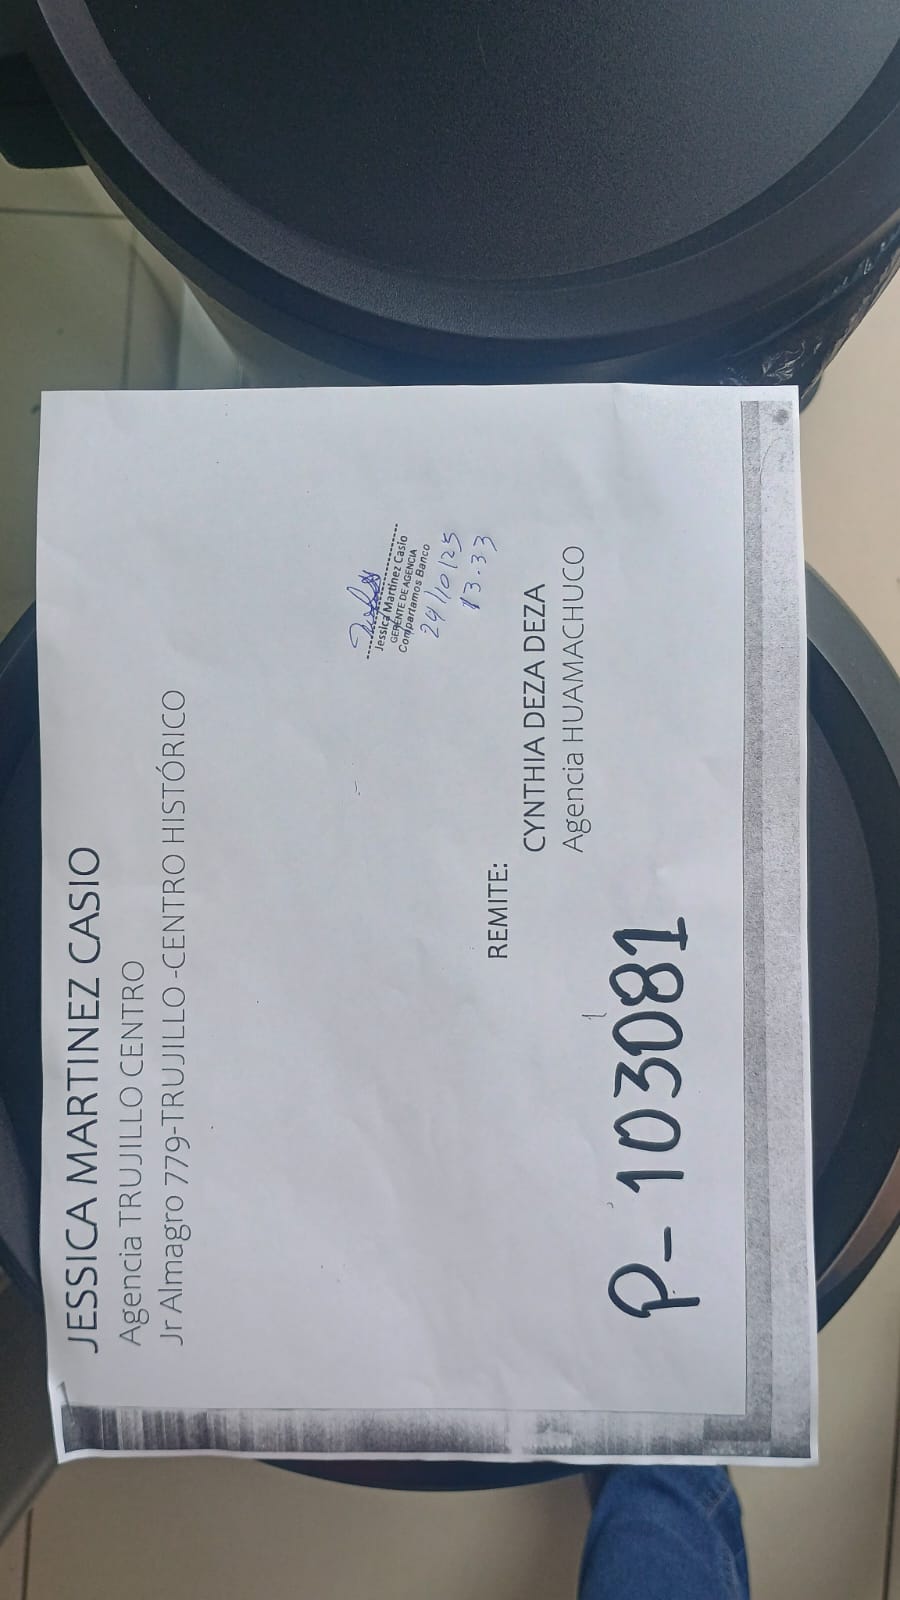 JESSICA MARTINEZ CASIO
Agencia TRUJILLO CENTRO
Jr Almagro 779-TRUJILLO -CENTRO HISTÓRICO
Jessica Martínez Casio
GERENTE DE AGENCIA
Compartamos Banco
24/10/25
13.33
REMITE:
CYNTHIA DEZA DEZA
Agencia HUAMACHUCO
P-103081